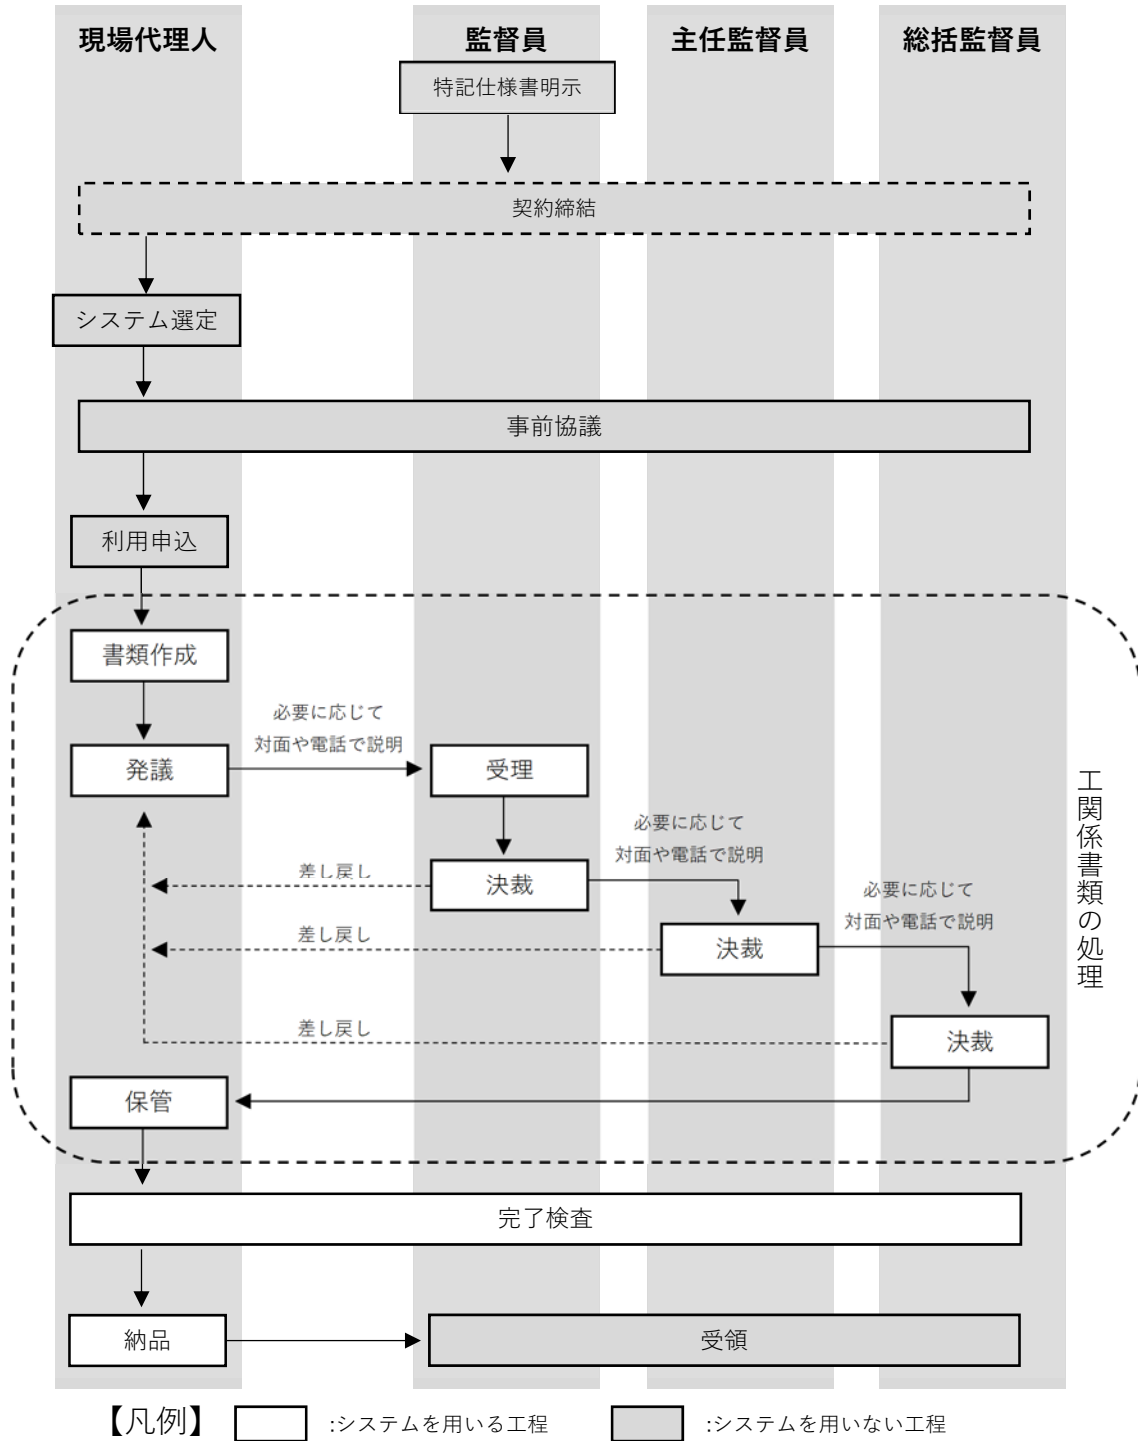 現場代理人
監督員
主任監督員
総括監督員
特記仕様書明示
契約締結
システム選定
事前協議
利用申込
書類作成
必要に応じて
対面や電話で説明
発議
受理
工関係書類の処理
必要に応じて
対面や電話で説明
差し戻し
決裁
必要に応じて
対面や電話で説明
差し戻し
決裁
差し戻し
決裁
保管
完了検査
納品
受領
【凡例】
:システムを用いる工程
:システムを用いない工程